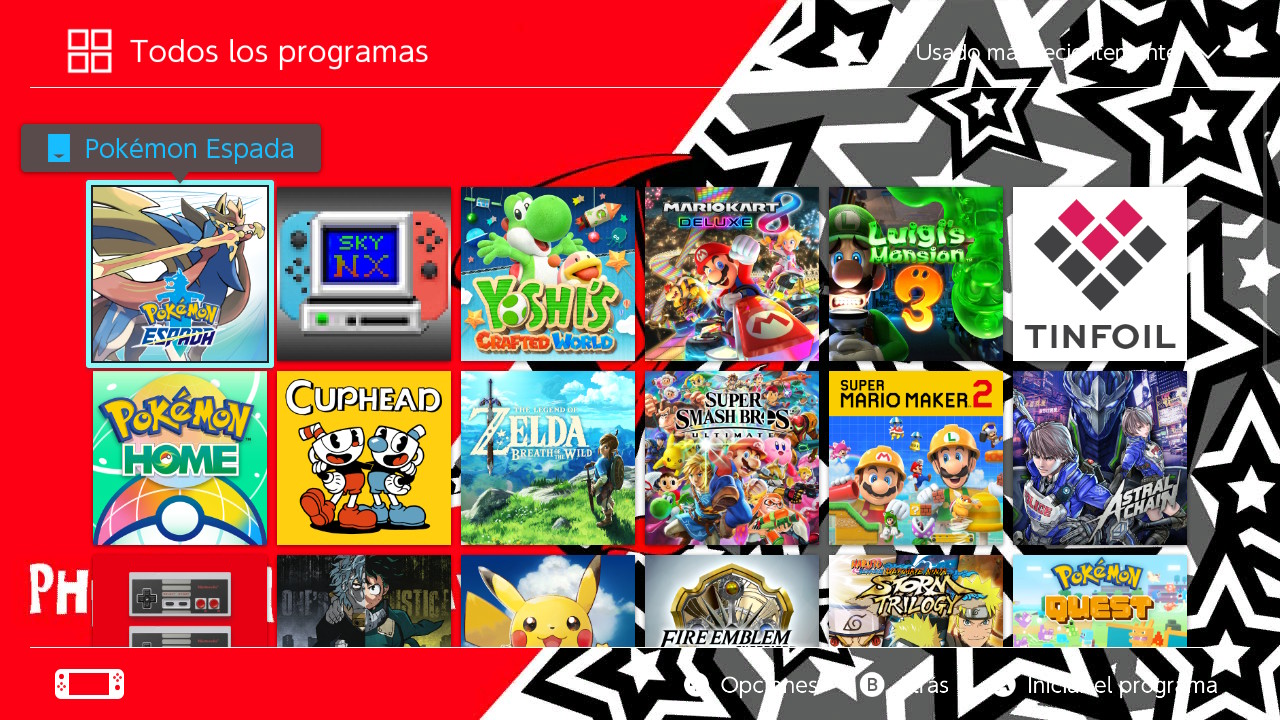 Todos los programas
Usado más recientemente
Pokémon Espada
POKÉMON
ESPADA
SKY
NX
YOSHI'S
CRAFTED WORLD
MARIOKART
8
DELUXE
Luigi's
Mansion
3
TINFOIL
POKÉMON
HOME
CUPHEAD
THE LEGEND OF
ZELDA
BREATH OF THE WILD
SUPER
SMASH BROS
ULTIMATE
SUPER
MARIO MAKER 2
ASTRAL
CHAIN
PH
FIRE EMBLEM
STORM
TRILOGY
POKÉMON
QUEST
Opciones
B Atrás
Iniciar el programa